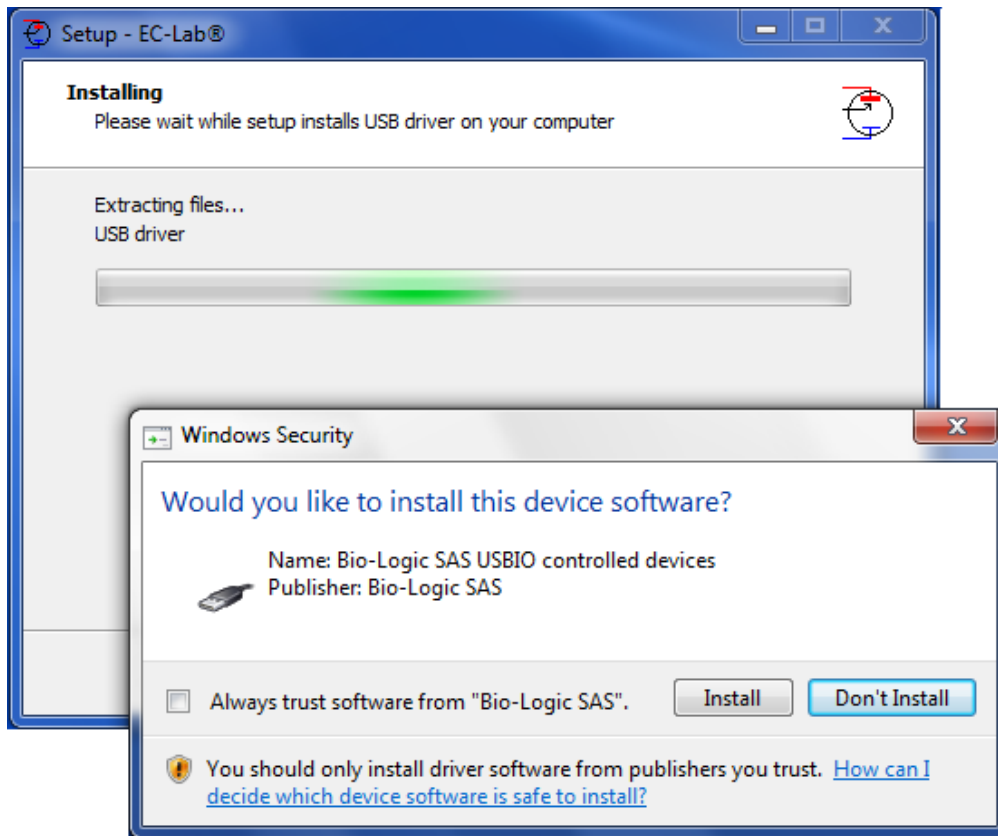 Setup - EC-Lab®
Installing
Please wait while setup installs USB driver on your computer
Extracting files...
USB driver
Windows Security
Would you like to install this device software?
Name: Bio-Logic SAS USBIO controlled devices
Publisher: Bio-Logic SAS
Always trust software from "Bio-Logic SAS".
Install
Don't Install
You should only install driver software from publishers you trust. How can I
decide which device software is safe to install?